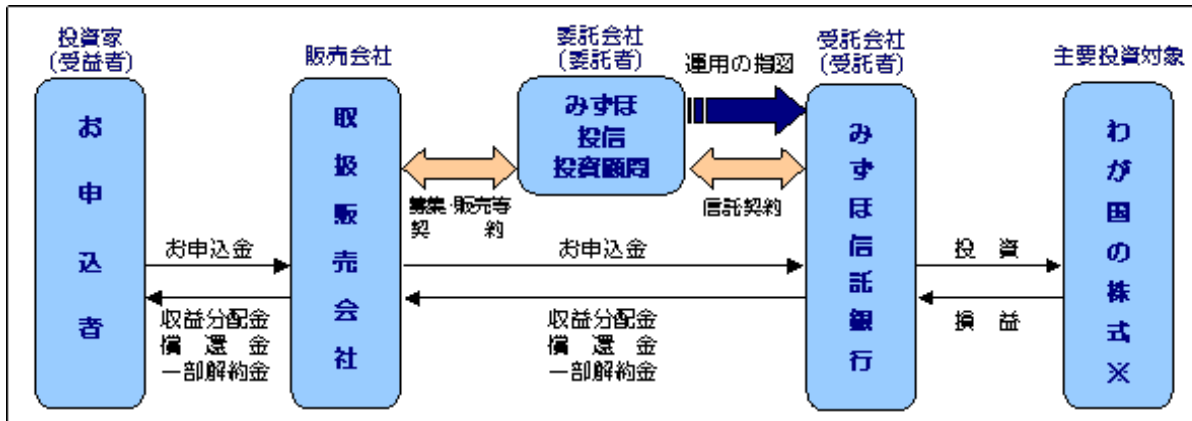 投資家
(受益者)
お申込者
販売会社
取扱販売会社
委託会社
(委託者)
みずほ
投信
投資顧問
運用の指図
受託会社
(受託者)
みずほ信託銀行
主要投資対象
わが国の株式※
募集・販売等
契約
信託契約
お申込金
収益分配金
償還金
一部解約金
お申込金
収益分配金
償還金
一部解約金
投資
損益